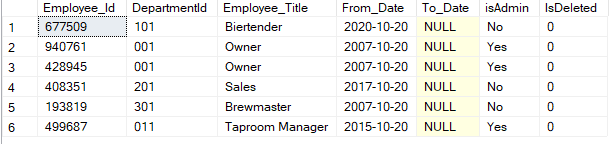 Employee_Id DepartmentId Employee_Title From_Date To_Date isAdmin IsDeleted
1 677509 101 Biertender 2020-10-20 NULL No 0
2 940761 001 Owner 2007-10-20 NULL Yes 0
3 428945 001 Owner 2007-10-20 NULL Yes 0
4 408351 201 Sales 2017-10-20 NULL No 0
5 193819 301 Brewmaster 2007-10-20 NULL No 0
6 499687 011 Taproom Manager 2015-10-20 NULL Yes 0